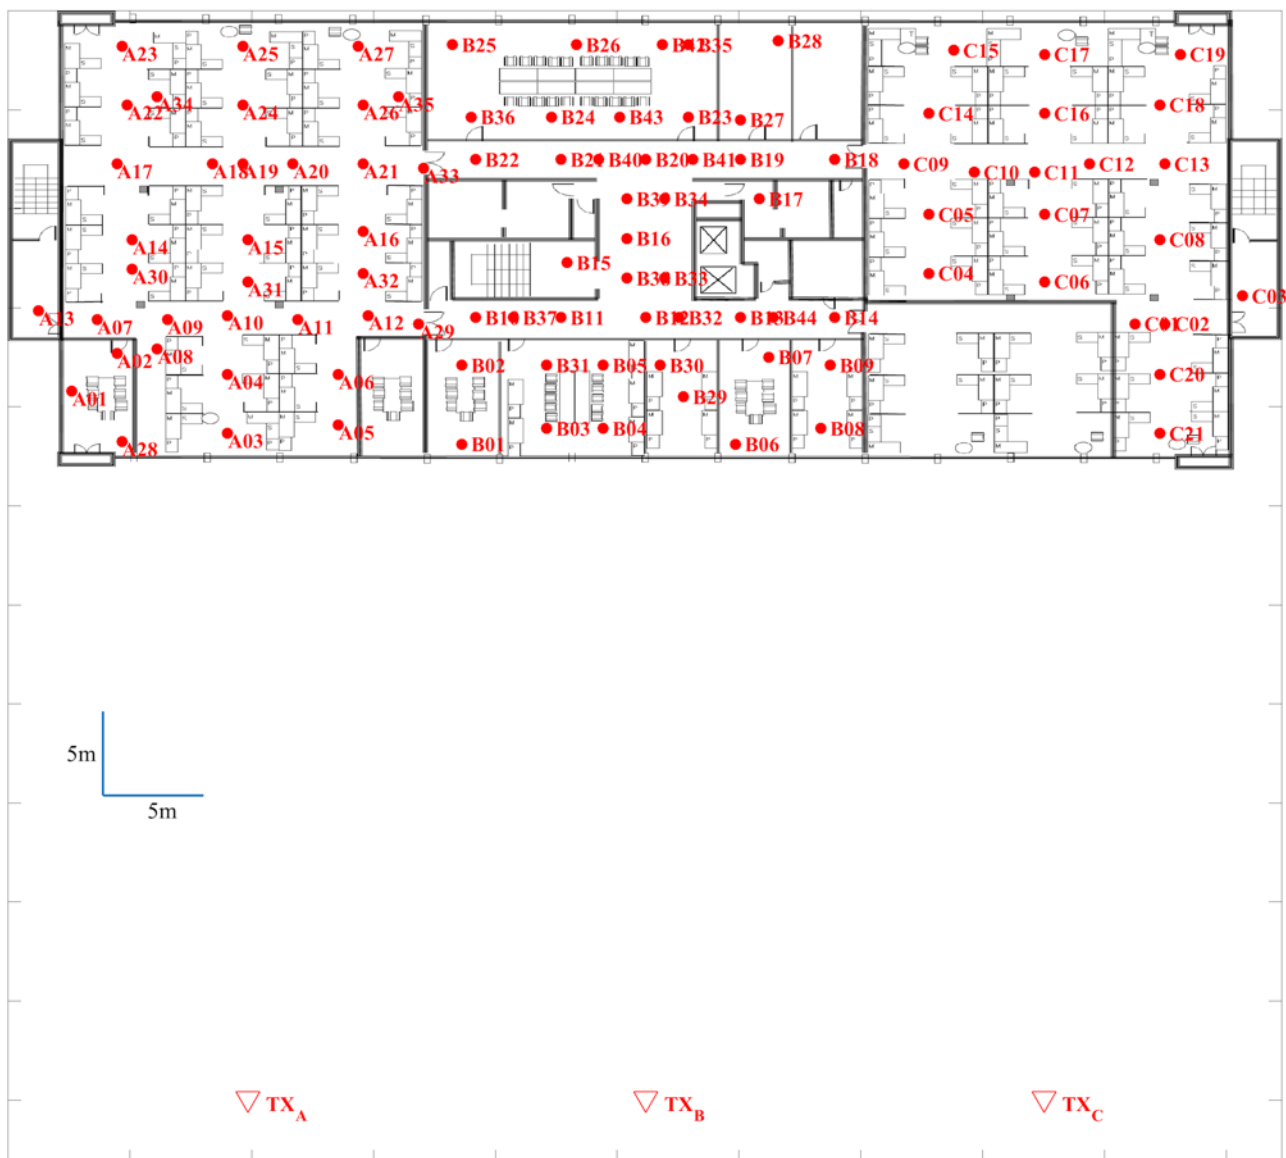 A23 A25 A27 B25 B26 B42 B35 B28 C15 C17 C19
A34 A35
A22 A24 A26 B36 B24 B43 B23 B27 C14 C16 C18
A17 A18 A19 A20 A21 A33 B22 B21 B40 B20 B41 B19 B18 C09 C10 C11 C12 C13
B39 B34 B17
C05 C07
A14 A15 A16 B16 C08
A30 A31 A32 B15 B38 B33 C04 C06
C03
A13 A07 A09 A10 A11 A12 A29 B10 B37 B11 B12 B32 B13 B44 B14 C01 C02
A02 A08 B07
A04 A06 B02 B31 B05 B30 B09 C20
A01 B29
A03 A05 B03 B04 B08 C21
A28 B01 B06
5m
5m
TX_A TX_B TX_C